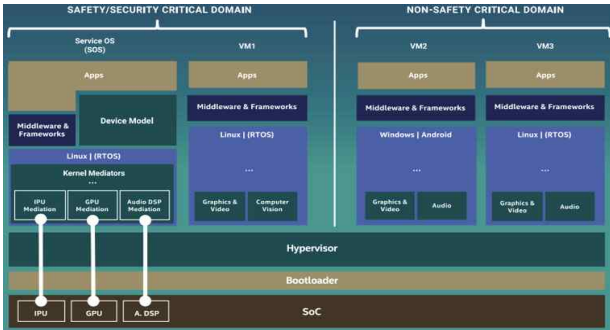 SAFETY/SECURITY CRITICAL DOMAIN
NON-SAFETY CRITICAL DOMAIN
Service OS
(SOS)
VM1
VM2
VM3
Apps
Apps
Apps
Apps
Middleware &
Frameworks
Device Model
Middleware & Frameworks
Middleware & Frameworks
Middleware & Frameworks
Linux | (RTOS)
Kernel Mediators
...
IPU
Mediation
GPU
Mediation
Audio DSP
Mediation
Linux | (RTOS)
...
Graphics &
Video
Computer
Vision
Windows | Android
...
Graphics &
Video
Audio
Linux | (RTOS)
...
Graphics &
Video
Audio
Hypervisor
Bootloader
IPU
GPU
A. DSP
SoC